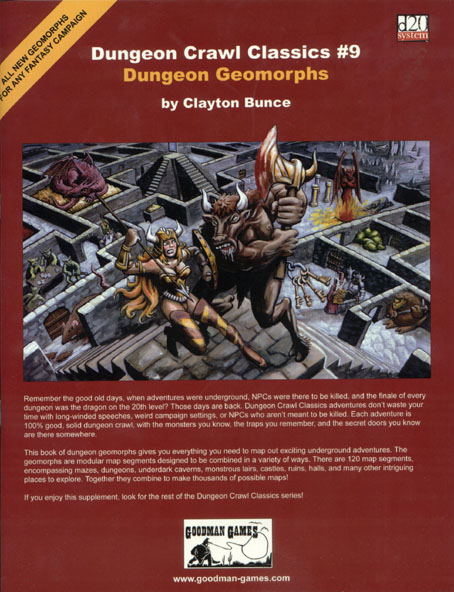 ALL NEW GEOMORPHS
FOR ANY FANTASY CAMPAIGN
d20
system
Dungeon Crawl Classics #9
Dungeon Geomorphs
by Clayton Bunce
Remember the good old days, when adventures were underground, NPCs were there to be killed, and the finale of every
dungeon was the dragon on the 20th level? Those days are back. Dungeon Crawl Classics adventures don't waste your
time with long-winded speeches, weird campaign settings, or NPCs who aren't meant to be killed. Each adventure is
100% good, solid dungeon crawl, with the monsters you know, the traps you remember, and the secret doors you know
are there somewhere.
This book of dungeon geomorphs gives you everything you need to map out exciting underground adventures. The
geomorphs are modular map segments designed to be combined in a variety of ways. There are 120 map segments,
encompassing mazes, dungeons, underdark caverns, monstrous lairs, castles, ruins, halls, and many other intriguing
places to explore. Together they combine to make thousands of possible maps!
If you enjoy this supplement, look for the rest of the Dungeon Crawl Classics series!
GOODMAN GAMES
www.goodman-games.com